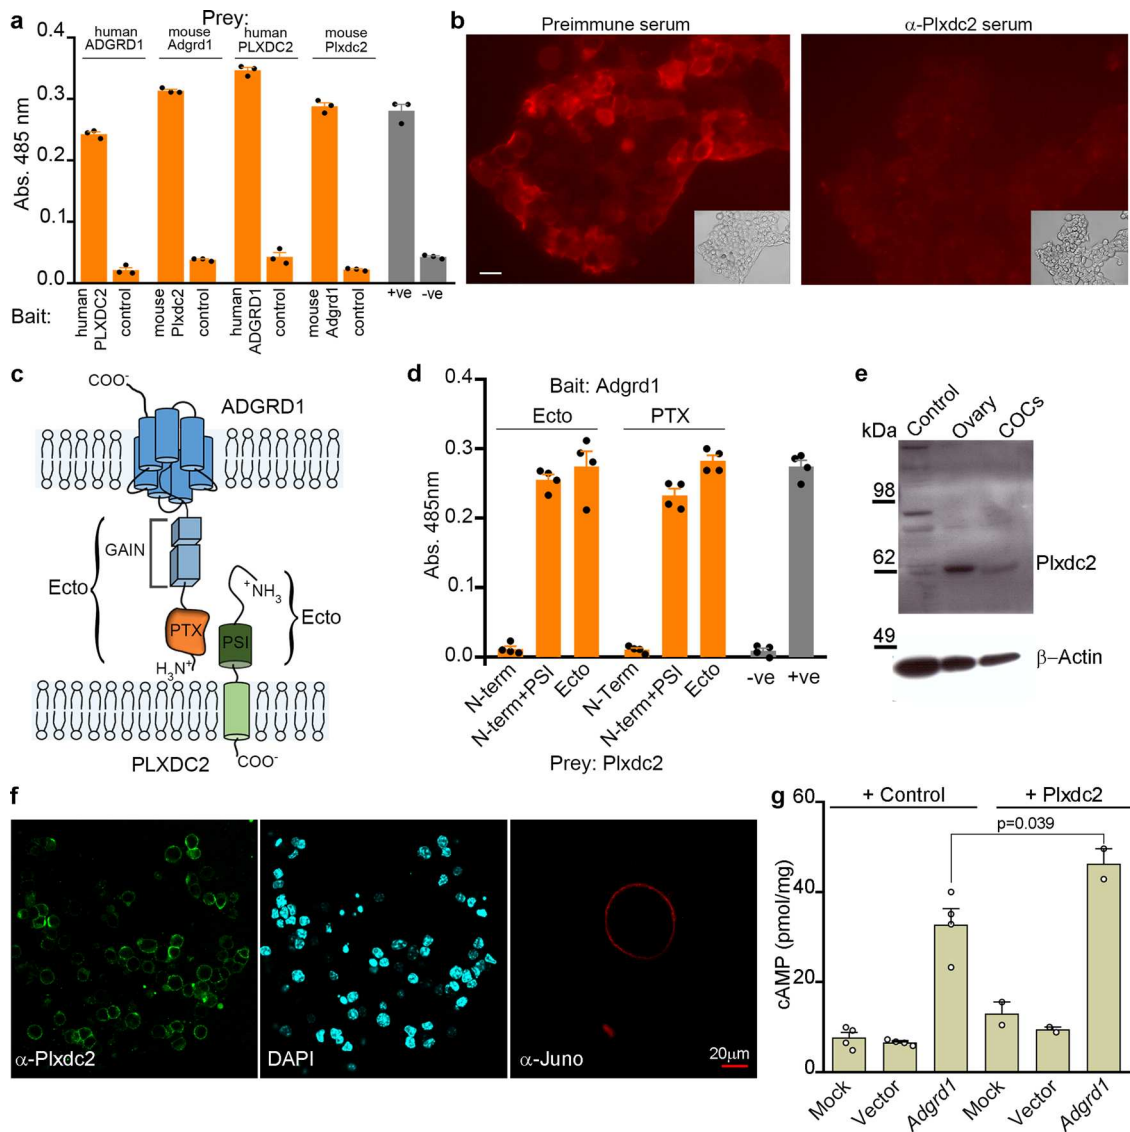 a
Prey:
human ADGRD1
mouse Adgrd1
human PLXDC2
mouse Plxdc2
Abs. 485 nm
0.4
0.3
0.2
0.1
0.0
Bait:
human PLXDC2
control
mouse Plxdc2
control
human ADGRD1
control
mouse Adgrd1
control
+ve
-ve
b
Preimmune serum
α-Plxdc2 serum
c
COO-
ADGRD1
GAIN
Ecto
PTX
H3N+
+NH3
PSI
Ecto
PLXDC2
COO-
d
Bait: Adgrd1
Ecto
PTX
Abs. 485nm
0.4
0.3
0.2
0.1
0.0
N-term
N-term+PSI
Ecto
N-Term
N-term+PSI
Ecto
-ve
+ve
Prey: Plxdc2
e
Control
Ovary
COCs
kDa
98
62
Plxdc2
49
β-Actin
f
α-Plxdc2
DAPI
α-Juno
20µm
g
+ Control
+ Plxdc2
p=0.039
cAMP (pmol/mg)
60
40
20
0
Mock
Vector
Adgrd1
Mock
Vector
Adgrd1